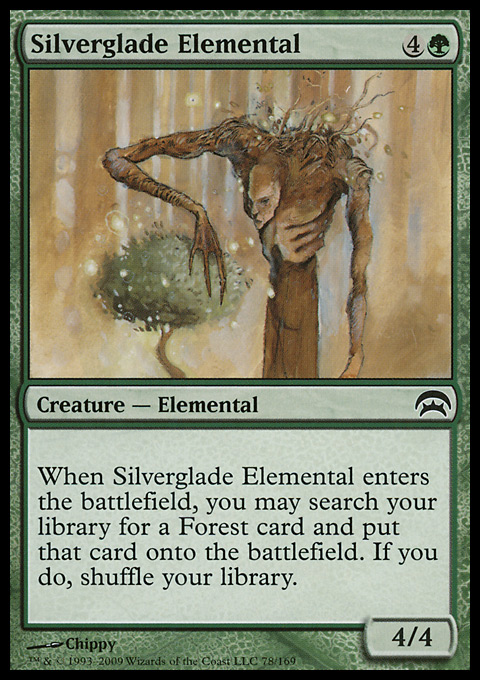 Silverglade Elemental 4
Creature — Elemental
When Silverglade Elemental enters
the battlefield, you may search your
library for a Forest card and put
that card onto the battlefield. If you
do, shuffle your library.
4/4
Chippy
™ & © 1993–2009 Wizards of the Coast LLC 78/169